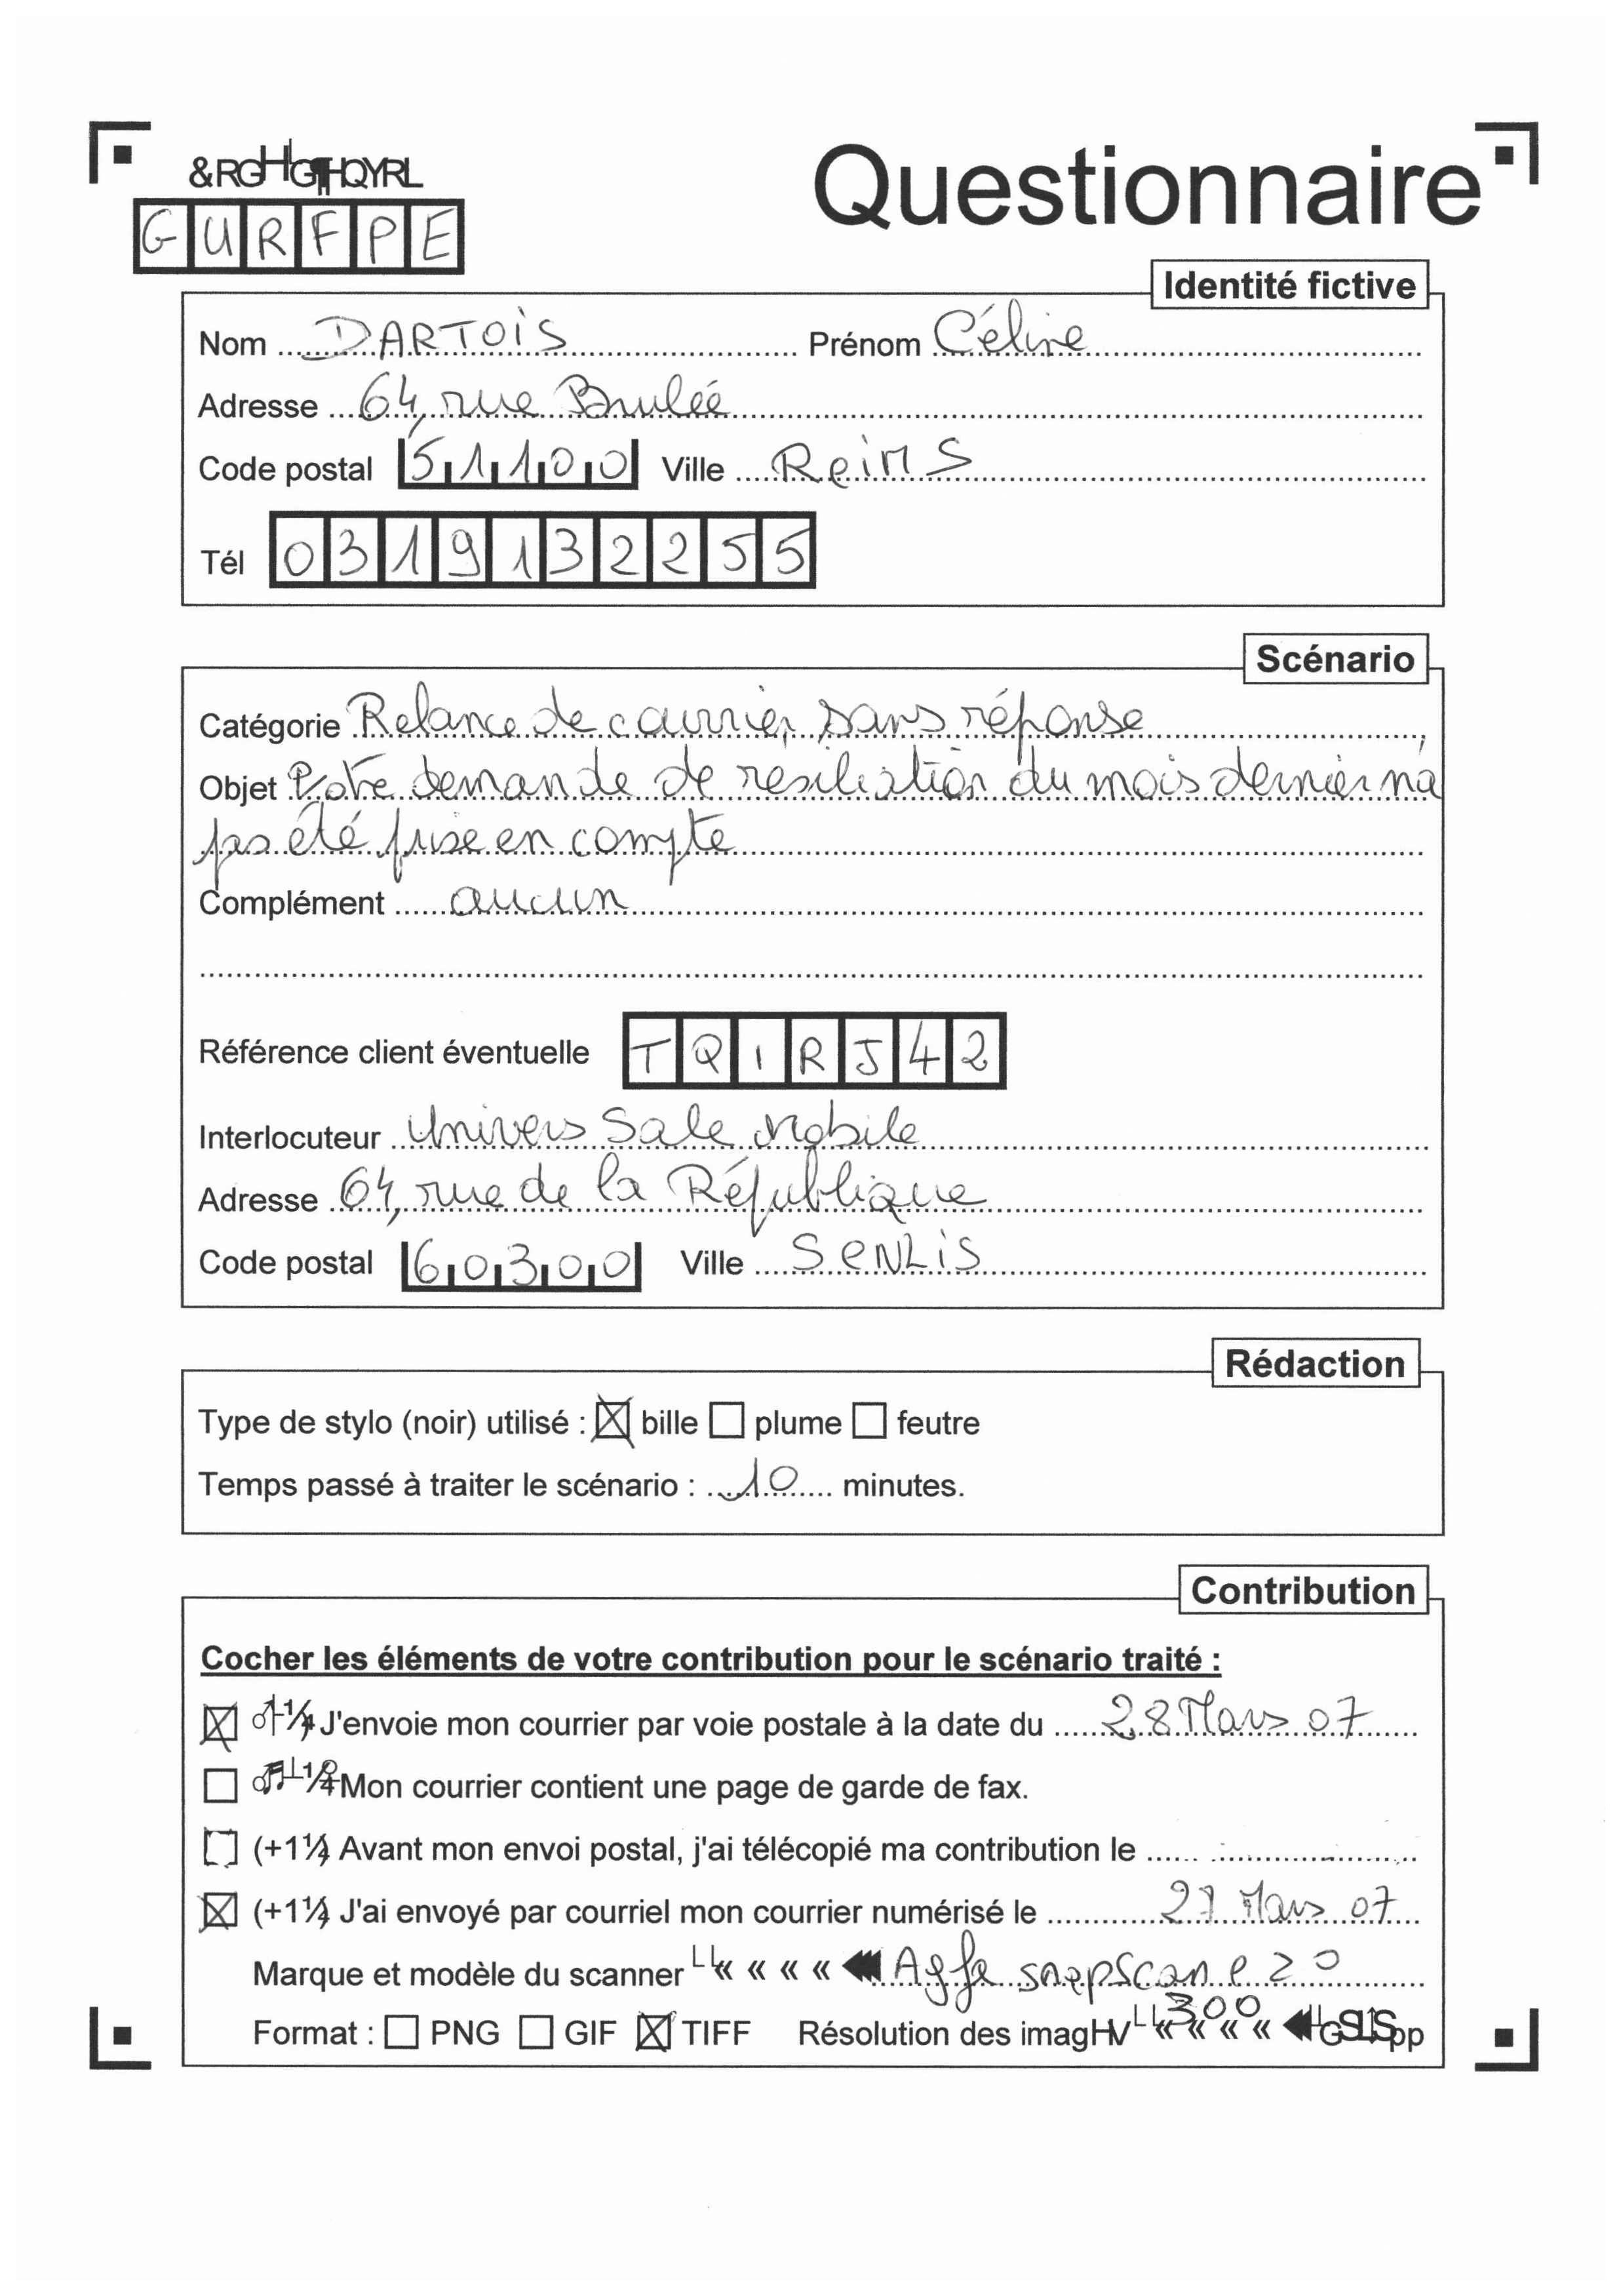 Questionnaire
&RGHGHQYRL
GURFPE
Identité fictive
Nom DARTOIS Prénom Céline
Adresse 64, rue Brulée
Code postal 51100 Ville Reims
Tél 0319132255
Scénario
Catégorie Relance de courrier sans réponse
Objet Votre demande de résiliation du mois dernier n'a
pas été prise en compte
Complément aucun
Référence client éventuelle TQIRJ42
Interlocuteur Univers Sale Mobile
Adresse 64, rue de la République
Code postal 60300 Ville SENLIS
Rédaction
Type de stylo (noir) utilisé : bille plume feutre
Temps passé à traiter le scénario : 10 minutes.
Contribution
Cocher les éléments de votre contribution pour le scénario traité :
J'envoie mon courrier par voie postale à la date du 28 Mars 07
Mon courrier contient une page de garde de fax.
(+1 Avant mon envoi postal, j'ai télécopié ma contribution le
(+1 J'ai envoyé par courriel mon courrier numérisé le 27 Mars 07
Marque et modèle du scanner Agfa snapscan e20
Format : PNG GIF TIFF Résolution des imagHV 300 pp